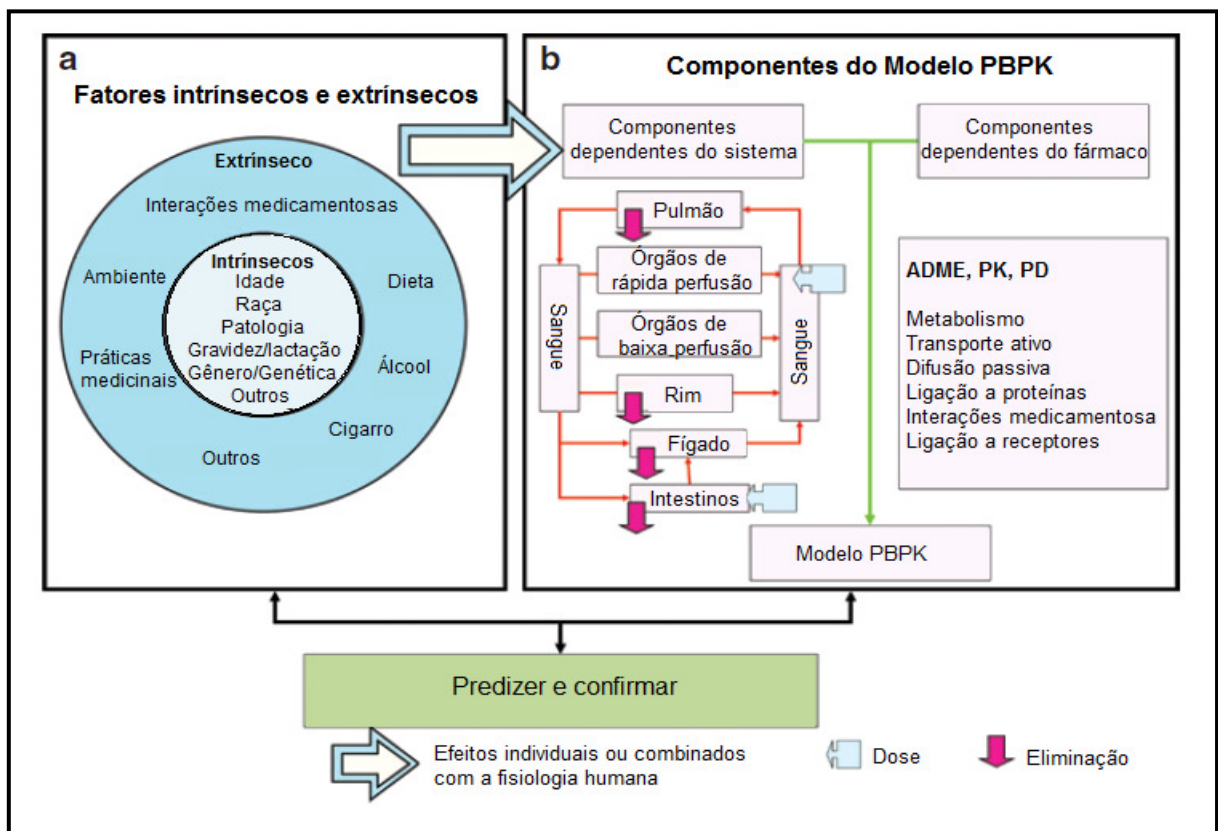 a
Fatores intrínsecos e extrínsecos
Extrínseco
Interações medicamentosas
Ambiente
Dieta
Práticas
medicinais
Álcool
Cigarro
Outros
Intrínsecos
Idade
Raça
Patologia
Gravidez/lactação
Gênero/Genética
Outros
b
Componentes do Modelo PBPK
Componentes
dependentes do sistema
Componentes
dependentes do fármaco
Pulmão
Órgãos de
rápida perfusão
Órgãos de
baixa perfusão
Rim
Fígado
Intestinos
Sangue
Sangue
ADME, PK, PD
Metabolismo
Transporte ativo
Difusão passiva
Ligação a proteínas
Interações medicamentosa
Ligação a receptores
Modelo PBPK
Predizer e confirmar
Efeitos individuais ou combinados
com a fisiologia humana
Dose
Eliminação